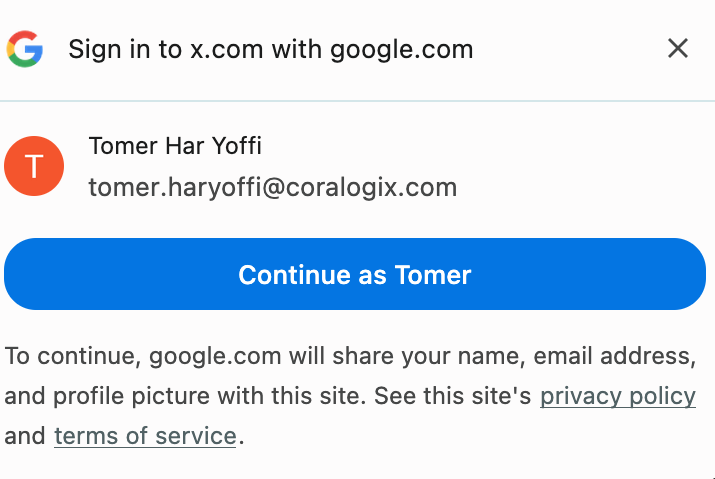 Sign in to x.com with google.com
T
Tomer Har Yoffi
tomer.haryoffi@coralogix.com
Continue as Tomer
To continue, google.com will share your name, email address,
and profile picture with this site. See this site's privacy policy
and terms of service.